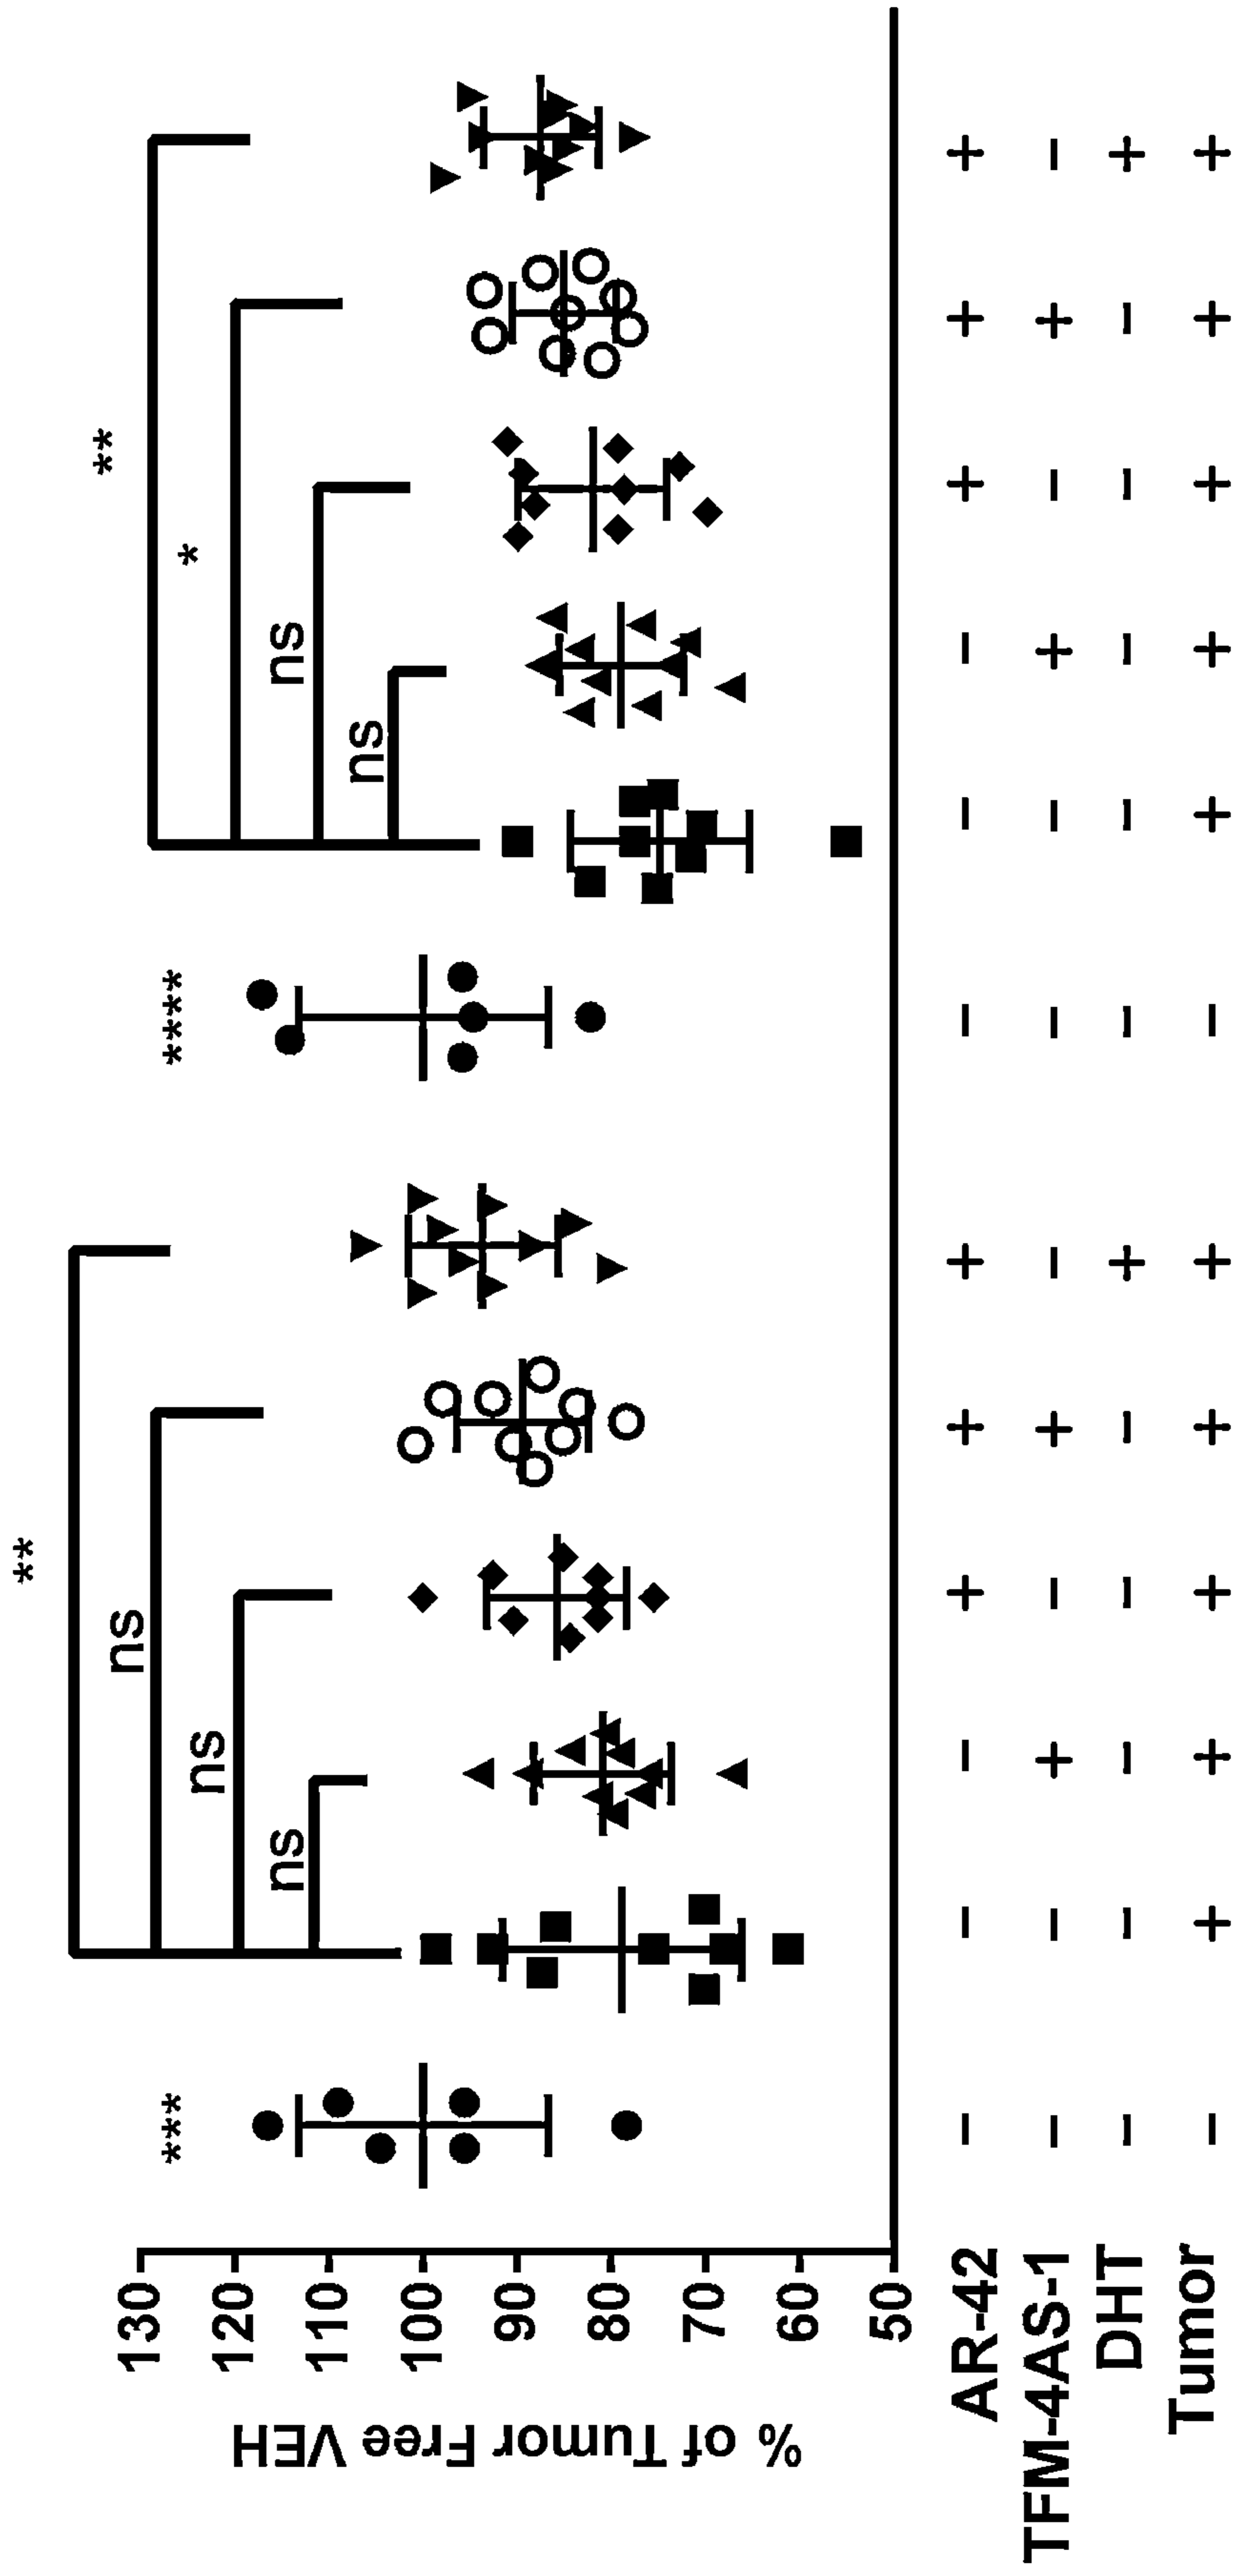 ** **
ns *
ns ns
ns ns
*** ****
130
120
110
100
90
80
70
60
50
% of Tumor Free VEH
AR-42 − − − + + + − − − + + +
TFM-4AS-1 − − + − + − − − + − + −
DHT − − − − − + − − − − − +
Tumor − + + + + + − + + + + +